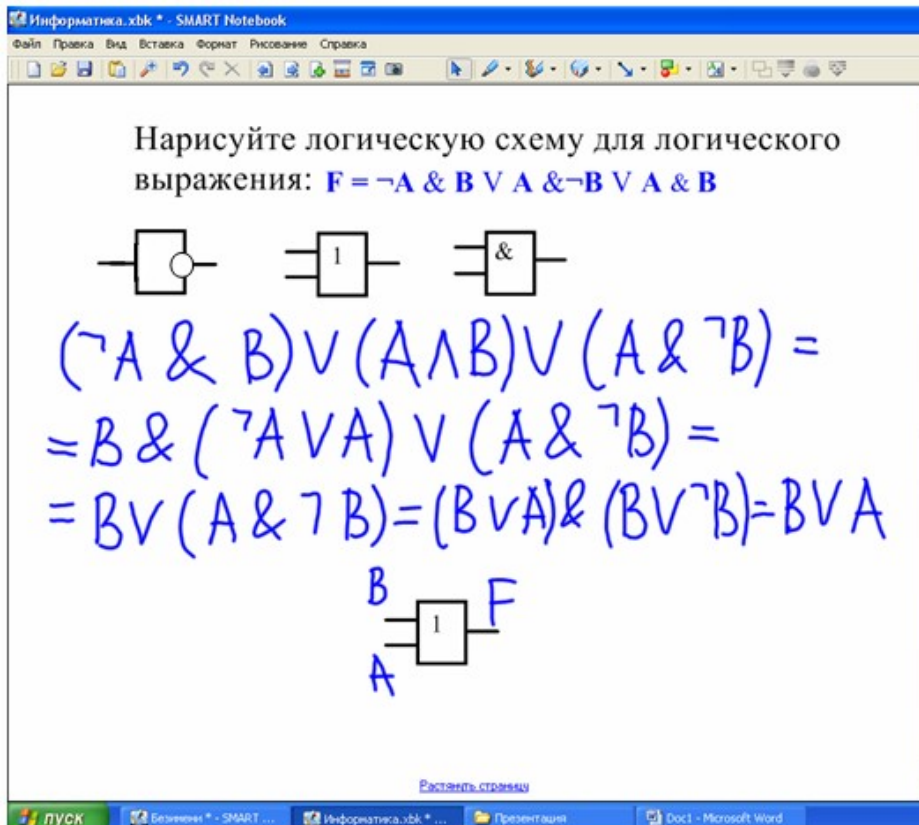 Информатика.xbk * - SMART Notebook
Файл Правка Вид Вставка Формат Рисование Справка
Нарисуйте логическую схему для логического
выражения: F = ¬A & B V A &¬B V A & B
1 &
(¬A & B) V (A Λ B) V (A & ¬B) =
= B & (¬A V A) V (A & ¬B) =
= B V (A & ¬B) = (B V A) & (B V ¬B) = B V A
B
1 F
A
Растянуть страницу
пуск Безимени * - SMART ... Информатика.xbk * ... Презентация Doc1 - Microsoft Word